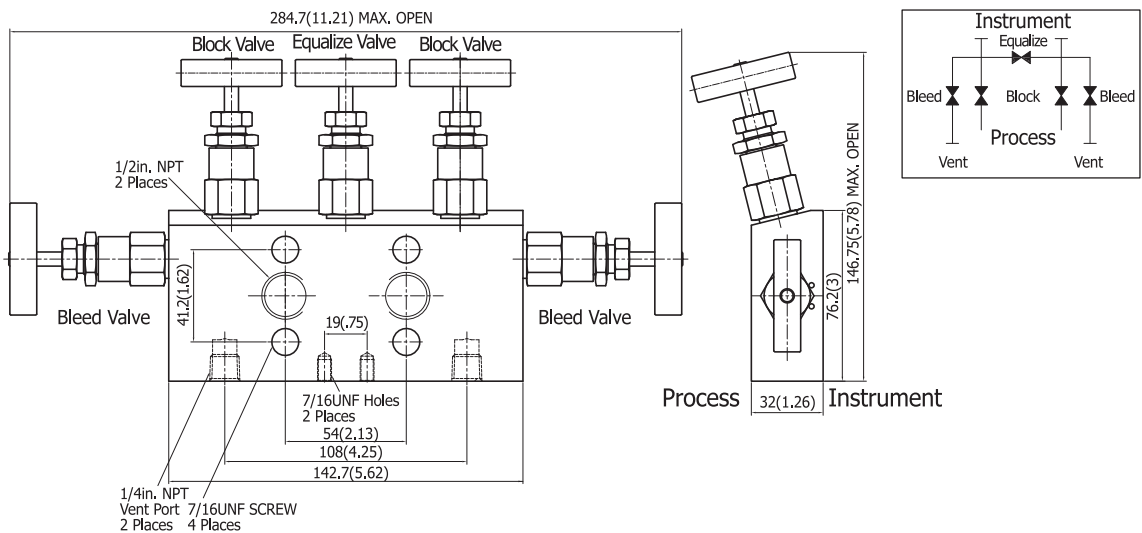 284.7(11.21) MAX. OPEN
Block Valve
Equalize Valve
Block Valve
1/2in. NPT
2 Places
41.2(1.62)
Bleed Valve
Bleed Valve
19(.75)
7/16UNF Holes
2 Places
54(2.13)
108(4.25)
142.7(5.62)
1/4in. NPT
Vent Port
2 Places
7/16UNF SCREW
4 Places
146.75(5.78) MAX. OPEN
76.2(3)
Process
32(1.26)
Instrument
Instrument
Equalize
Bleed
Block
Bleed
Process
Vent
Vent